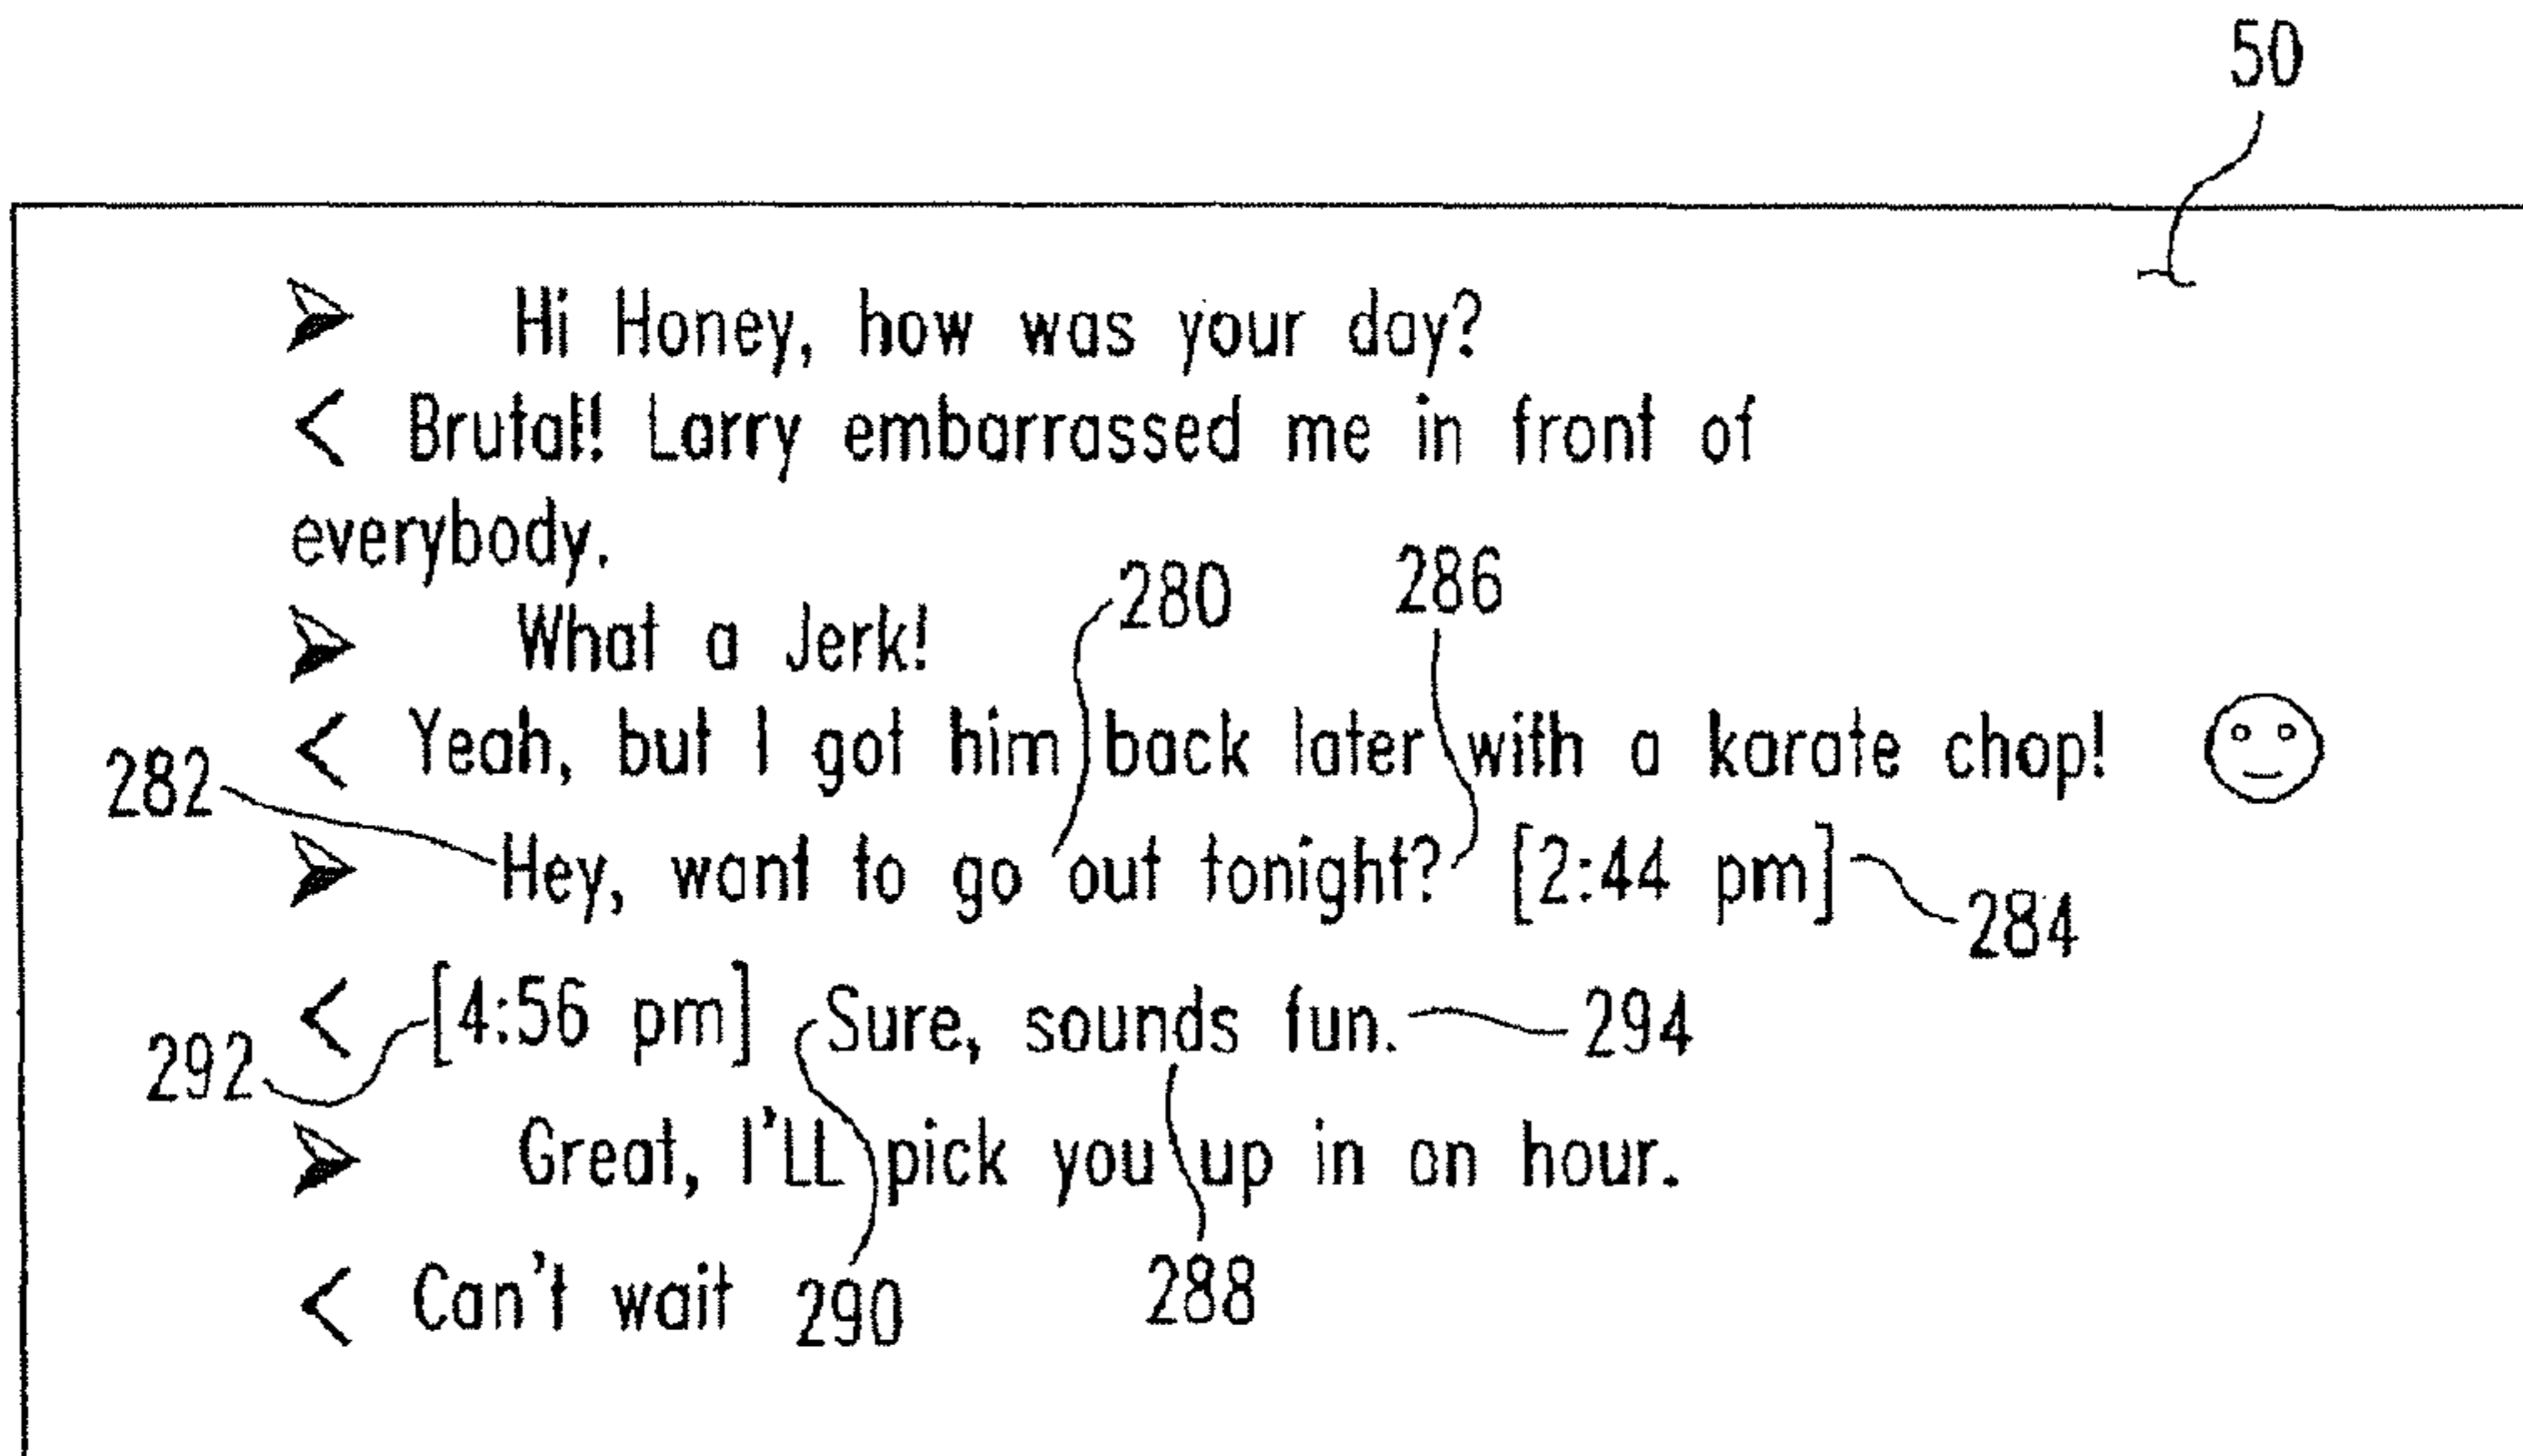 50
➢ Hi Honey, how was your day?
< Brutal! Larry embarrassed me in front of
everybody.
280 286
➢ What a Jerk!
< Yeah, but I got him back later with a karate chop!
282
➢ Hey, want to go out tonight? [2:44 pm]
284
< [4:56 pm] Sure, sounds fun. 294
292
➢ Great, I'LL pick you up in an hour.
< Can't wait 290 288